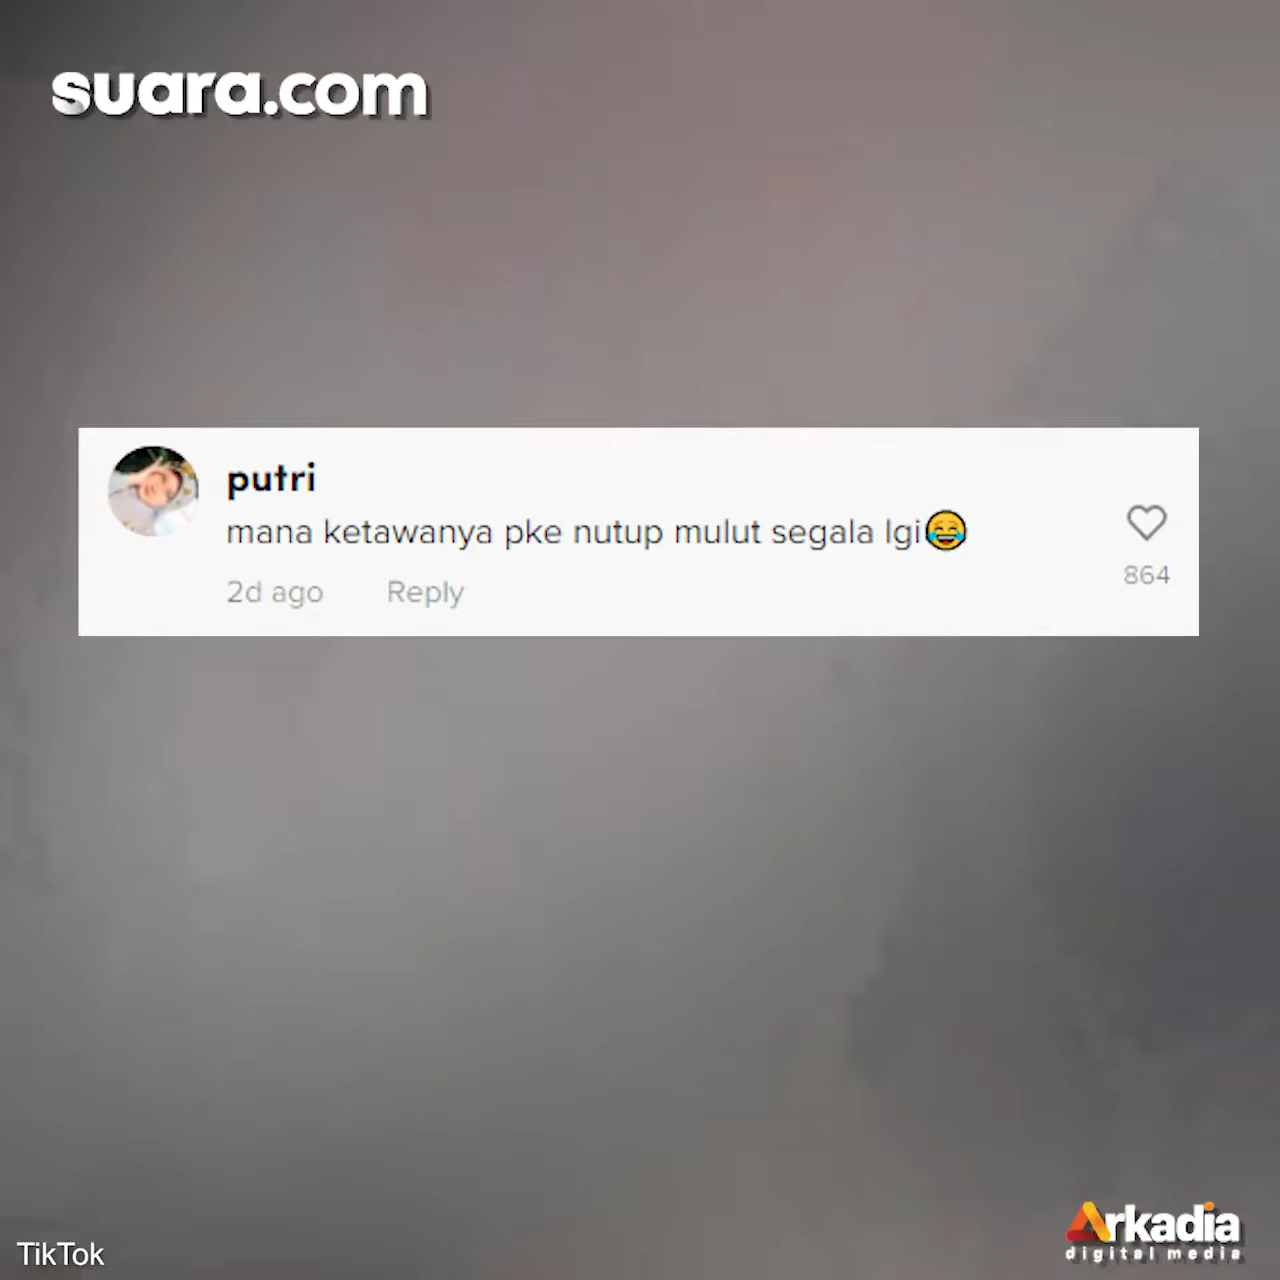 suara.com
putri
mana ketawanya pke nutup mulut segala lgi😂
2d ago Reply
864
TikTok
Arkadia
digital media